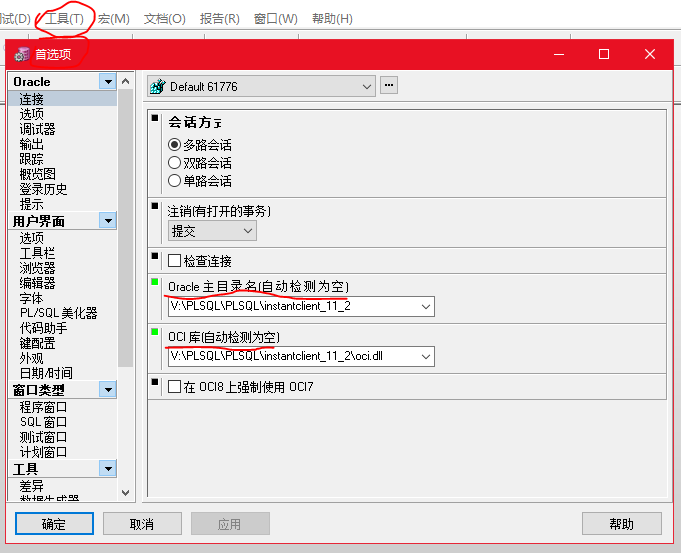 试(D) 工具(T) 宏(M) 文档(O) 报告(R) 窗口(W) 帮助(H)
首选项
Oracle
连接
选项
调试器
输出
跟踪
概览图
登录历史
提示
用户界面
选项
工具栏
浏览器
编辑器
字体
PL/SQL 美化器
代码助手
键配置
外观
日期/时间
窗口类型
程序窗口
SQL 窗口
测试窗口
计划窗口
工具
差异
数据生成器
Default 61776
会话方式
多路会话
双路会话
单路会话
注销(有打开的事务)
提交
检查连接
Oracle 主目录名(自动检测为空)
V:\PLSQL\PLSQL\instantclient_11_2
OCI 库(自动检测为空)
V:\PLSQL\PLSQL\instantclient_11_2\oci.dll
在 OCI8 上强制使用 OCI7
确定
取消
应用
帮助